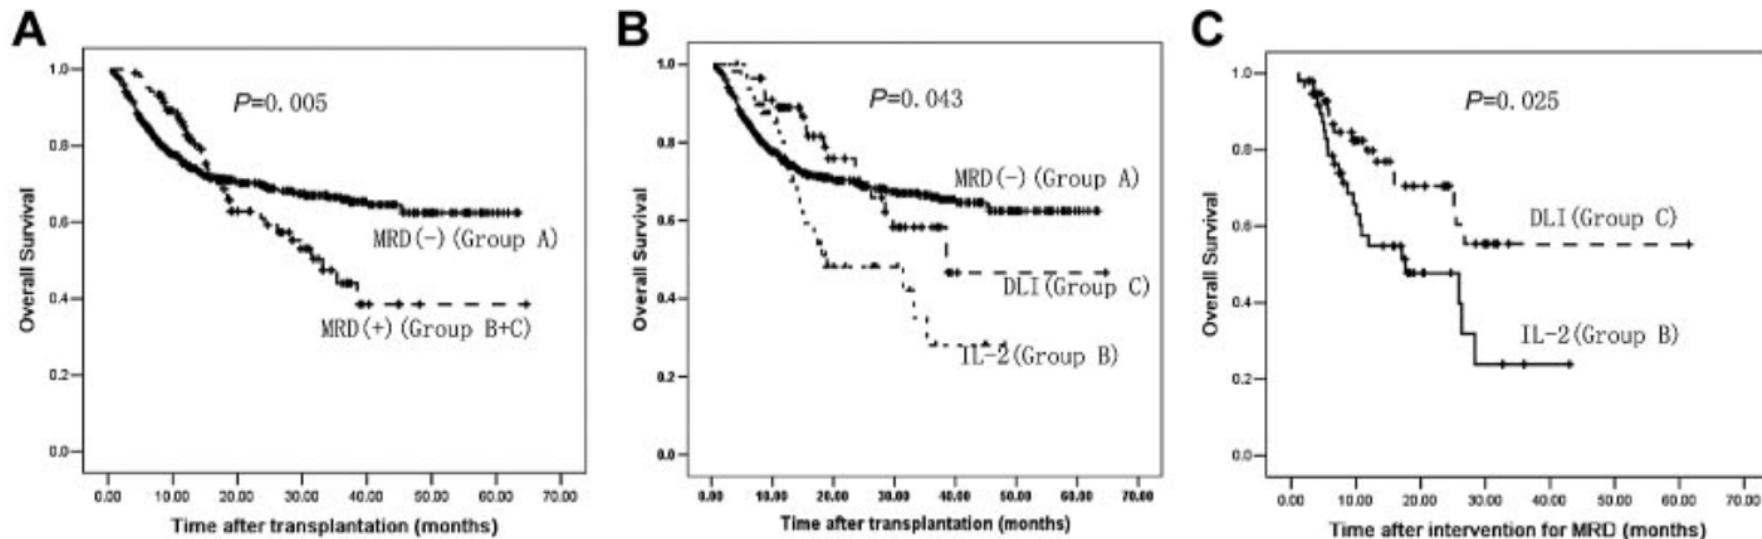 A
P=0.005
MRD(-)(Group A)
MRD(+)(Group B+C)
Overall Survival
1.0
0.8
0.6
0.4
0.2
0.0
0.00 10.00 20.00 30.00 40.00 50.00 60.00 70.00
Time after transplantation (months)
B
P=0.043
MRD(-)(Group A)
DLI(Group C)
IL-2(Group B)
Overall Survival
1.0
0.8
0.6
0.4
0.2
0.0
0.00 10.00 20.00 30.00 40.00 50.00 60.00 70.00
Time after transplantation (months)
C
P=0.025
DLI(Group C)
IL-2(Group B)
Overall Survival
1.0
0.8
0.6
0.4
0.2
0.0
0.00 10.00 20.00 30.00 40.00 50.00 60.00 70.00
Time after intervention for MRD (months)